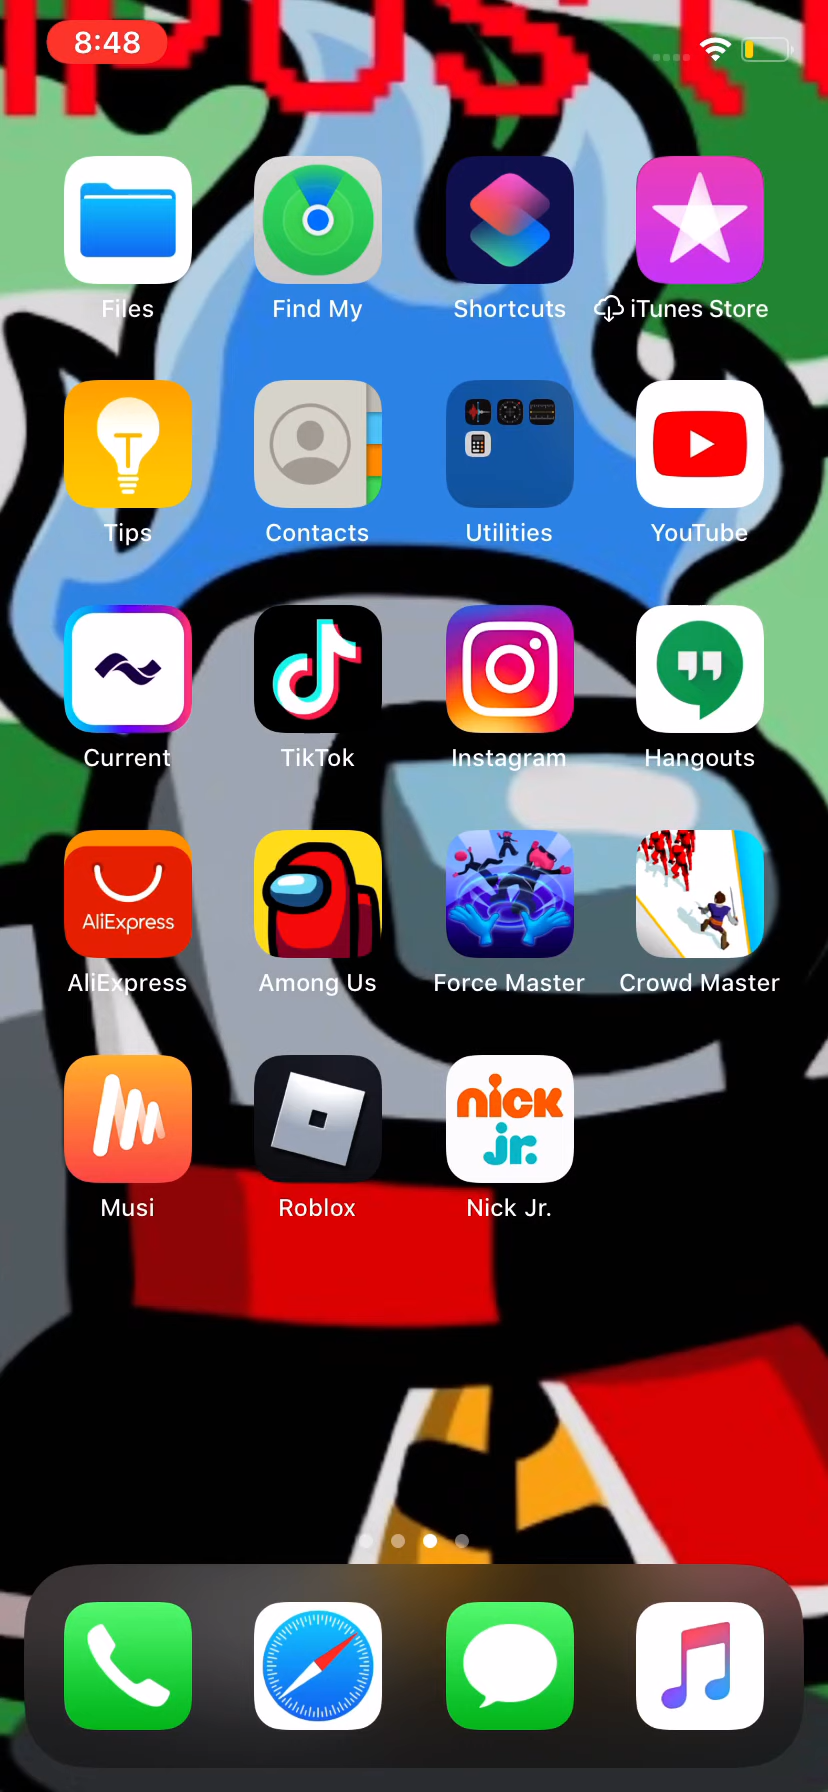 8:48
Files
Find My
Shortcuts
iTunes Store
Tips
Contacts
Utilities
YouTube
Current
TikTok
Instagram
Hangouts
AliExpress
AliExpress
Among Us
Force Master
Crowd Master
nick
jr.
Musi
Roblox
Nick Jr.